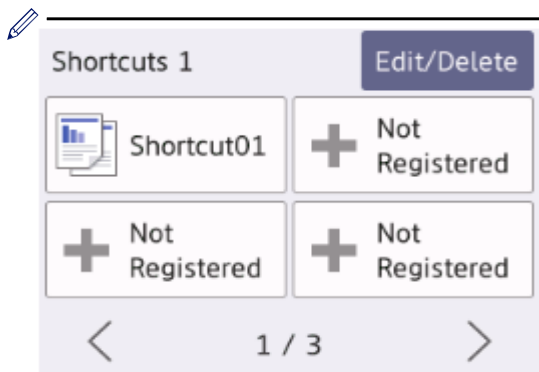 Shortcuts 1
Edit/Delete
Shortcut01
Not
Registered
Not
Registered
Not
Registered
1 / 3